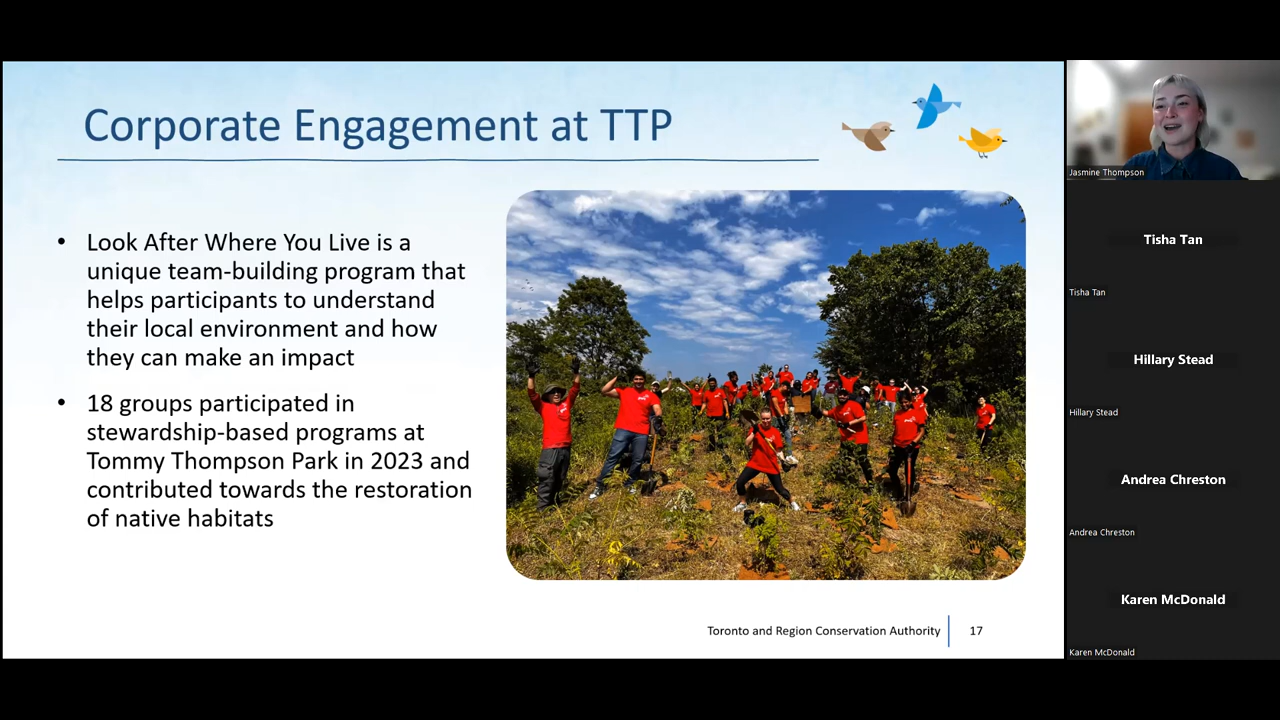 Corporate Engagement at TTP
• Look After Where You Live is a
unique team-building program that
helps participants to understand
their local environment and how
they can make an impact
• 18 groups participated in
stewardship-based programs at
Tommy Thompson Park in 2023 and
contributed towards the restoration
of native habitats
Toronto and Region Conservation Authority
17
Jasmine Thompson
Tisha Tan
Tisha Tan
Hillary Stead
Hillary Stead
Andrea Chreston
Andrea Chreston
Karen McDonald
Karen McDonald